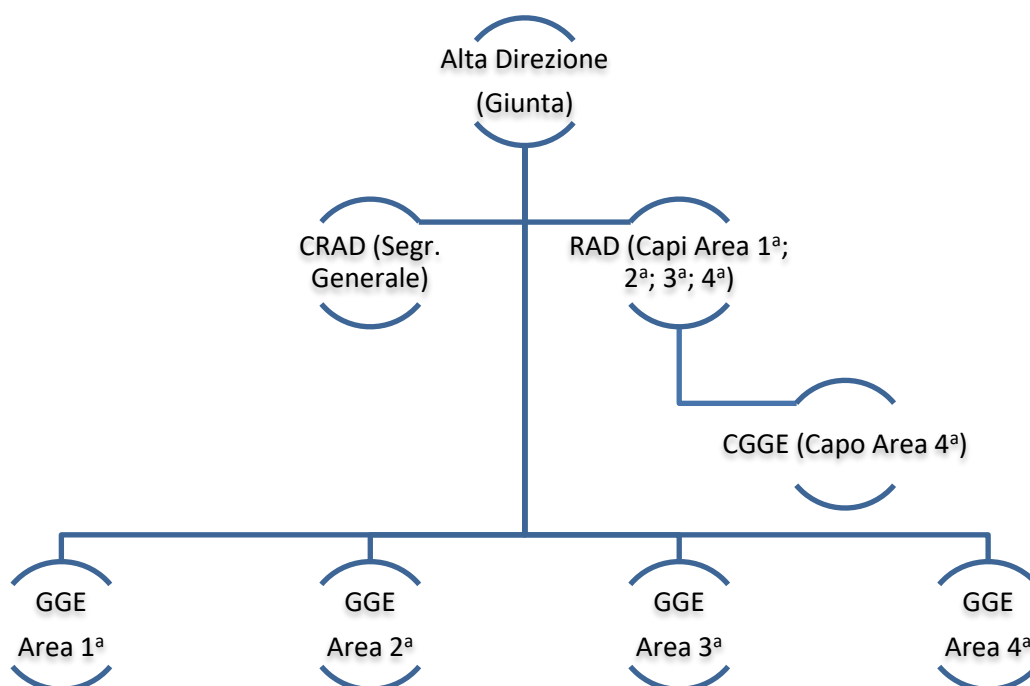 Alta Direzione
(Giunta)
CRAD (Segr.
Generale)
RAD (Capi Area 1ª;
2ª; 3ª; 4ª)
CGGE (Capo Area 4ª)
GGE
Area 1ª
GGE
Area 2ª
GGE
Area 3ª
GGE
Area 4ª